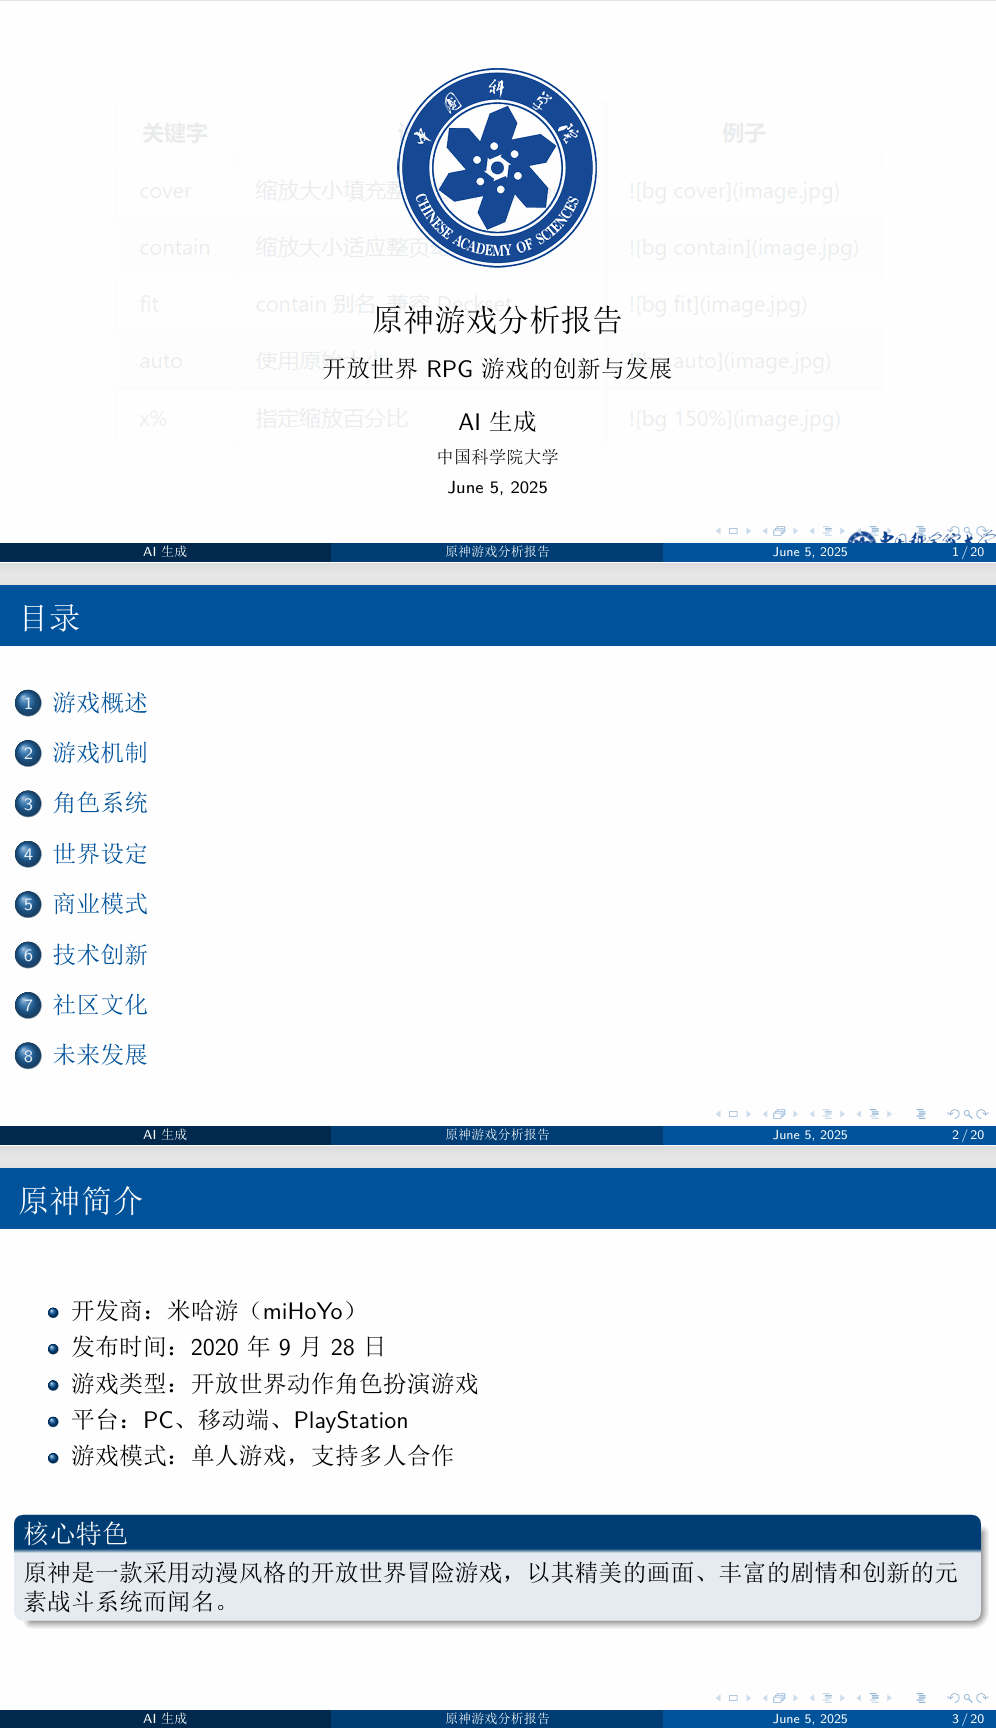 中国科学院
CHINESE ACADEMY OF SCIENCES
关键字 例子
cover 缩放大小填充整 ![bg cover](image.jpg)
contain 缩放大小适应整页 ![bg contain](image.jpg)
fit contain 别名, 兼容 Deckset ![bg fit](image.jpg)
auto 使用原 auto](image.jpg)
x% 指定缩放百分比 ![bg 150%](image.jpg)
原神游戏分析报告
开放世界 RPG 游戏的创新与发展
AI 生成
中国科学院大学
June 5, 2025
中国科学院大学
AI 生成 原神游戏分析报告 June 5, 2025 1 / 20
目录
1 游戏概述
2 游戏机制
3 角色系统
4 世界设定
5 商业模式
6 技术创新
7 社区文化
8 未来发展
AI 生成 原神游戏分析报告 June 5, 2025 2 / 20
原神简介
开发商：米哈游（miHoYo）
发布时间：2020 年 9 月 28 日
游戏类型：开放世界动作角色扮演游戏
平台：PC、移动端、PlayStation
游戏模式：单人游戏，支持多人合作
核心特色
原神是一款采用动漫风格的开放世界冒险游戏，以其精美的画面、丰富的剧情和创新的元
素战斗系统而闻名。
AI 生成 原神游戏分析报告 June 5, 2025 3 / 20